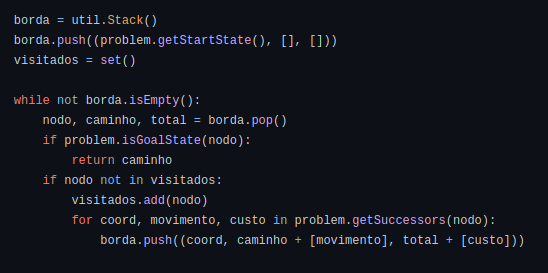 borda = util.Stack()
borda.push((problem.getStartState(), [], []))
visitados = set()

while not borda.isEmpty():
    nodo, caminho, total = borda.pop()
    if problem.isGoalState(nodo):
        return caminho
    if nodo not in visitados:
        visitados.add(nodo)
        for coord, movimento, custo in problem.getSuccessors(nodo):
            borda.push((coord, caminho + [movimento], total + [custo]))